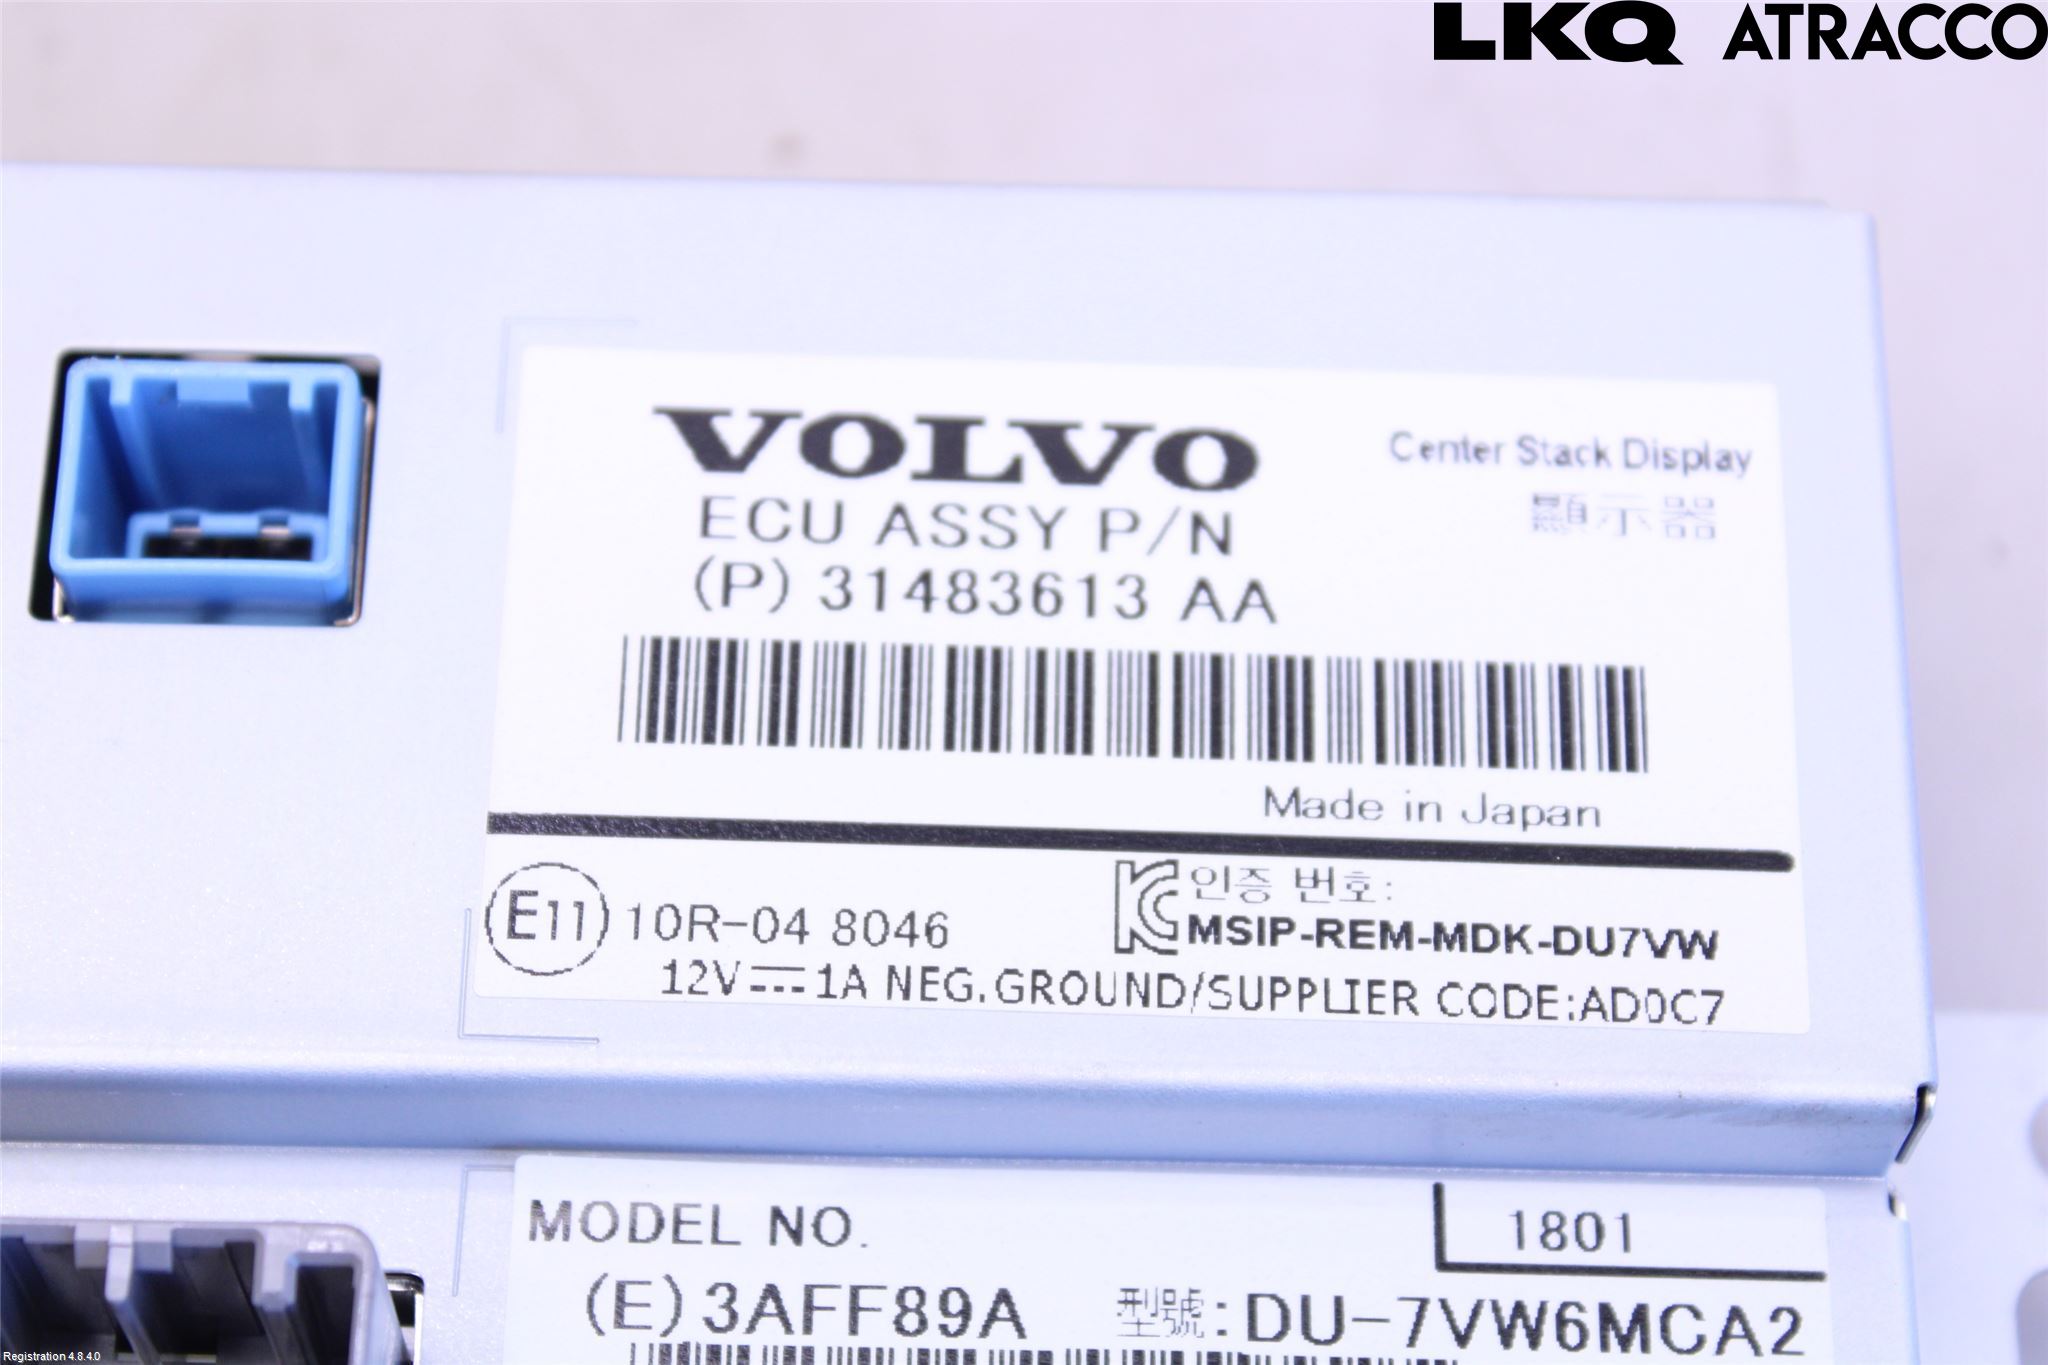 LKQ ATRACCO
VOLVO
Center Stack Display
顯示器
ECU ASSY P/N
(P) 31483613 AA
Made in Japan
E11 10R-04 8046
KC 인증 번호:
MSIP-REM-MDK-DU7VW
12V 1A NEG.GROUND/SUPPLIER CODE:AD0C7
MODEL NO.
1801
(E) 3AFF89A 型號: DU-7VW6MCA2
Registration 4.8.4.0